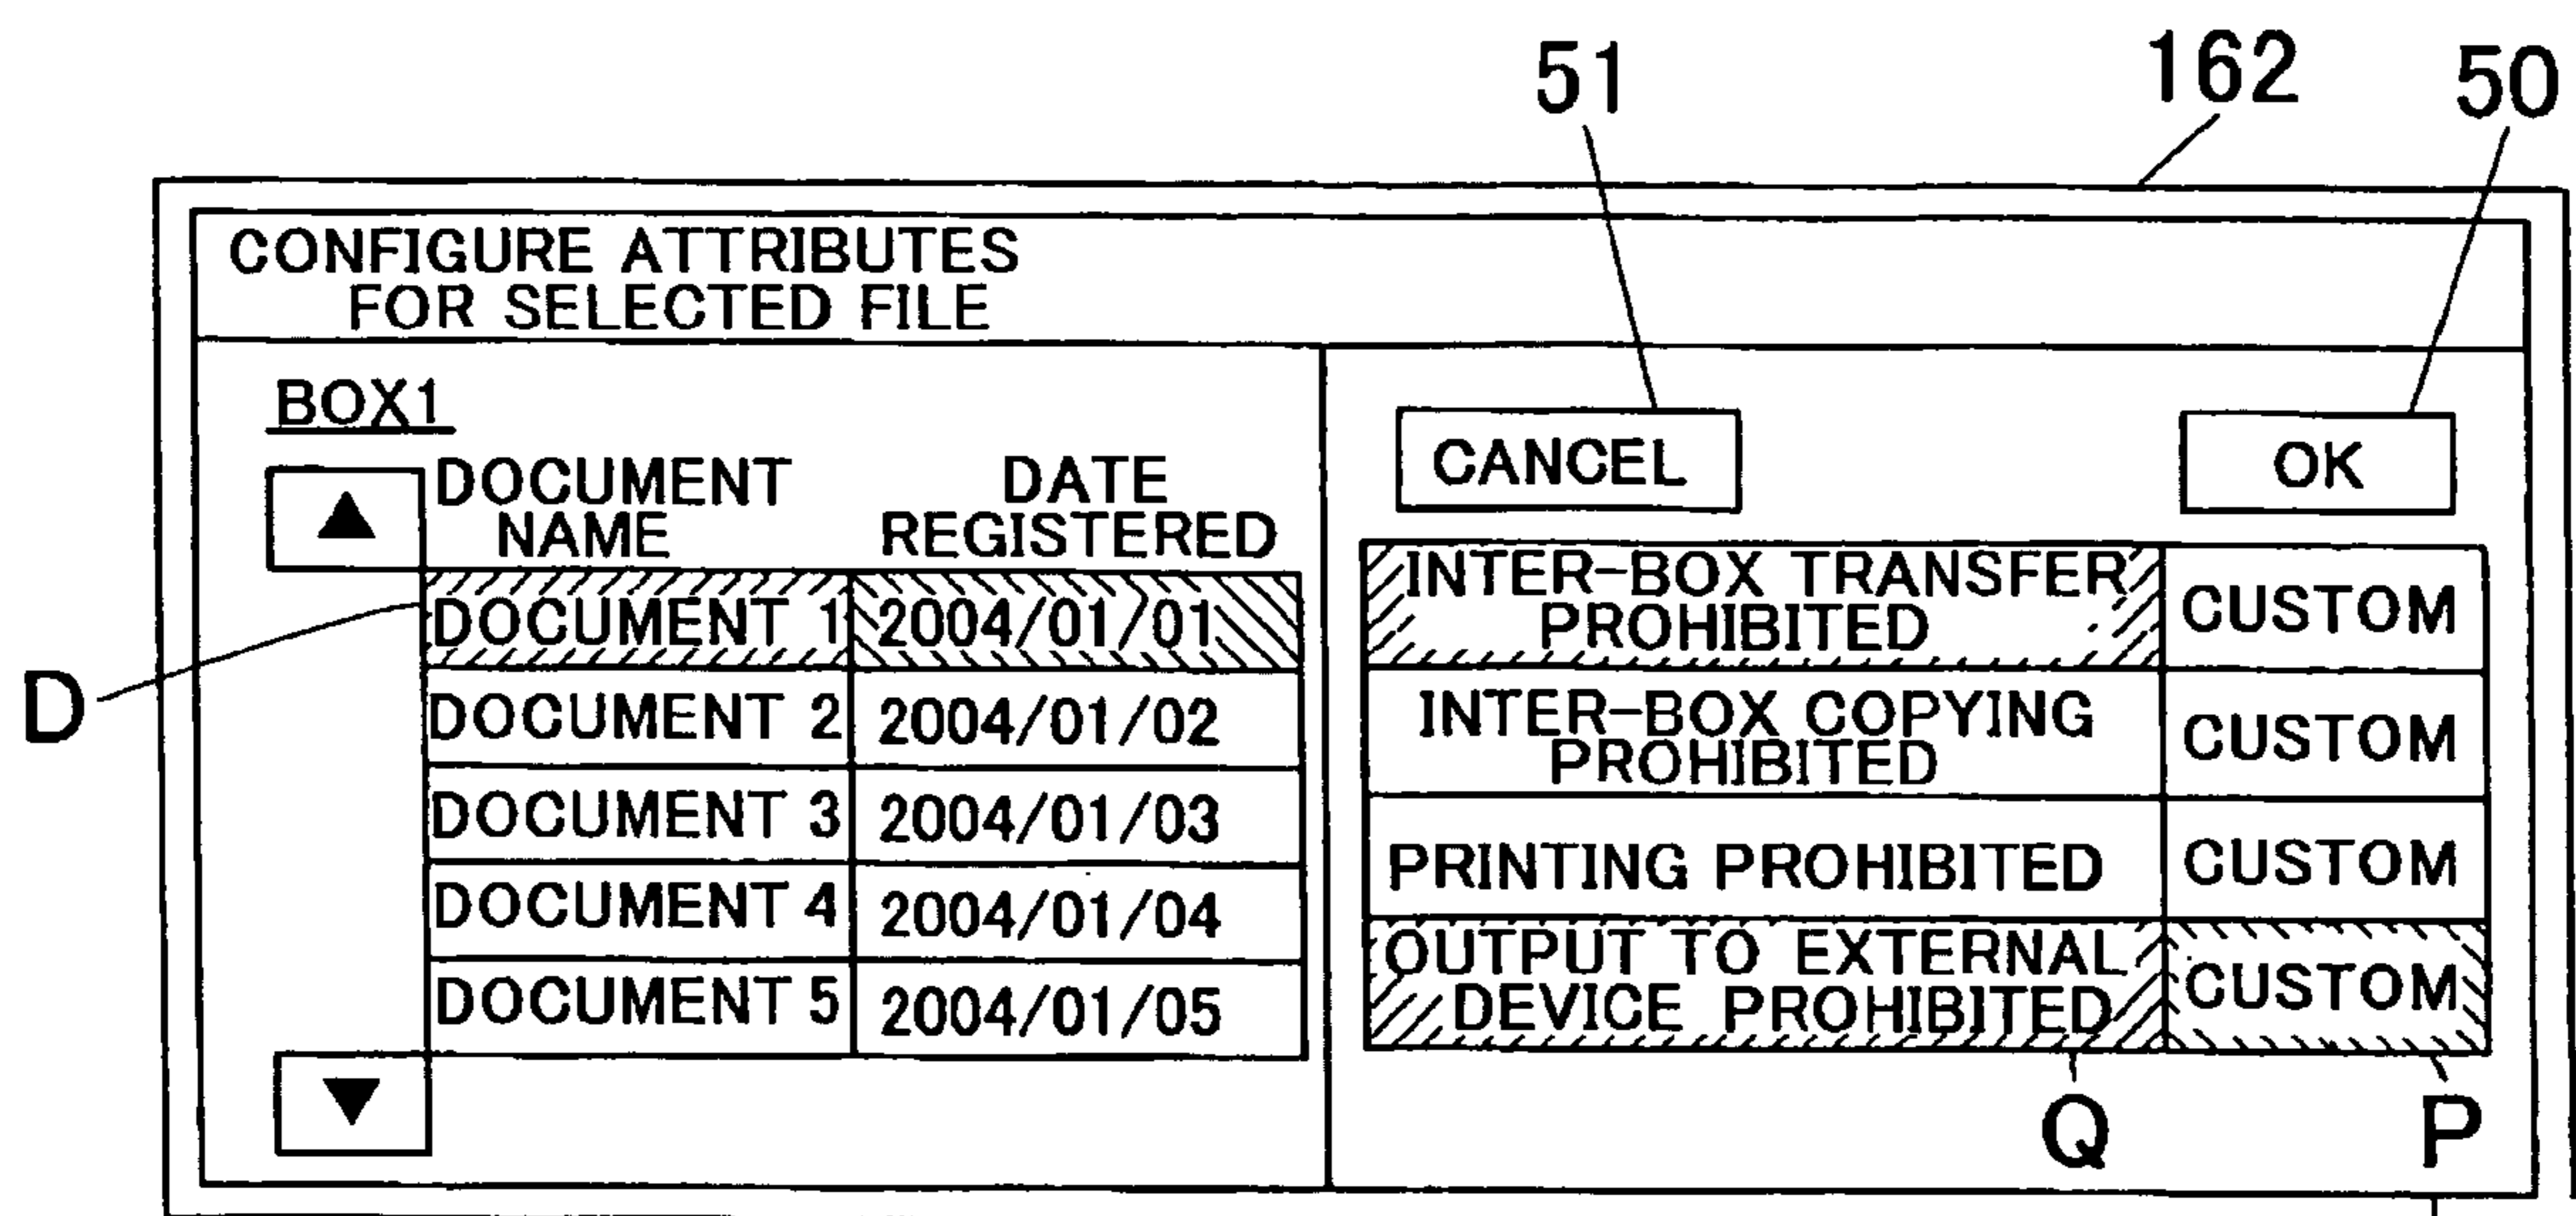 51
162
50
CONFIGURE ATTRIBUTES
FOR SELECTED FILE
BOX1
▲
DOCUMENT
NAME
DATE
REGISTERED
DOCUMENT 1 2004/01/01
DOCUMENT 2 2004/01/02
DOCUMENT 3 2004/01/03
DOCUMENT 4 2004/01/04
DOCUMENT 5 2004/01/05
▼
D
CANCEL
OK
INTER-BOX TRANSFER
PROHIBITED
CUSTOM
INTER-BOX COPYING
PROHIBITED
CUSTOM
PRINTING PROHIBITED
CUSTOM
OUTPUT TO EXTERNAL
DEVICE PROHIBITED
CUSTOM
Q
P